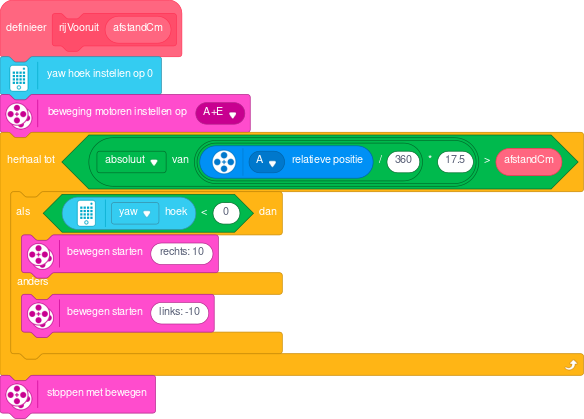 definieer rijVooruit afstandCm
yaw hoek instellen op 0
beweging motoren instellen op A+E
herhaal tot absoluut van A relatieve positie / 360 * 17.5 > afstandCm
als yaw hoek < 0 dan
bewegen starten rechts: 10
anders
bewegen starten links: -10
stoppen met bewegen